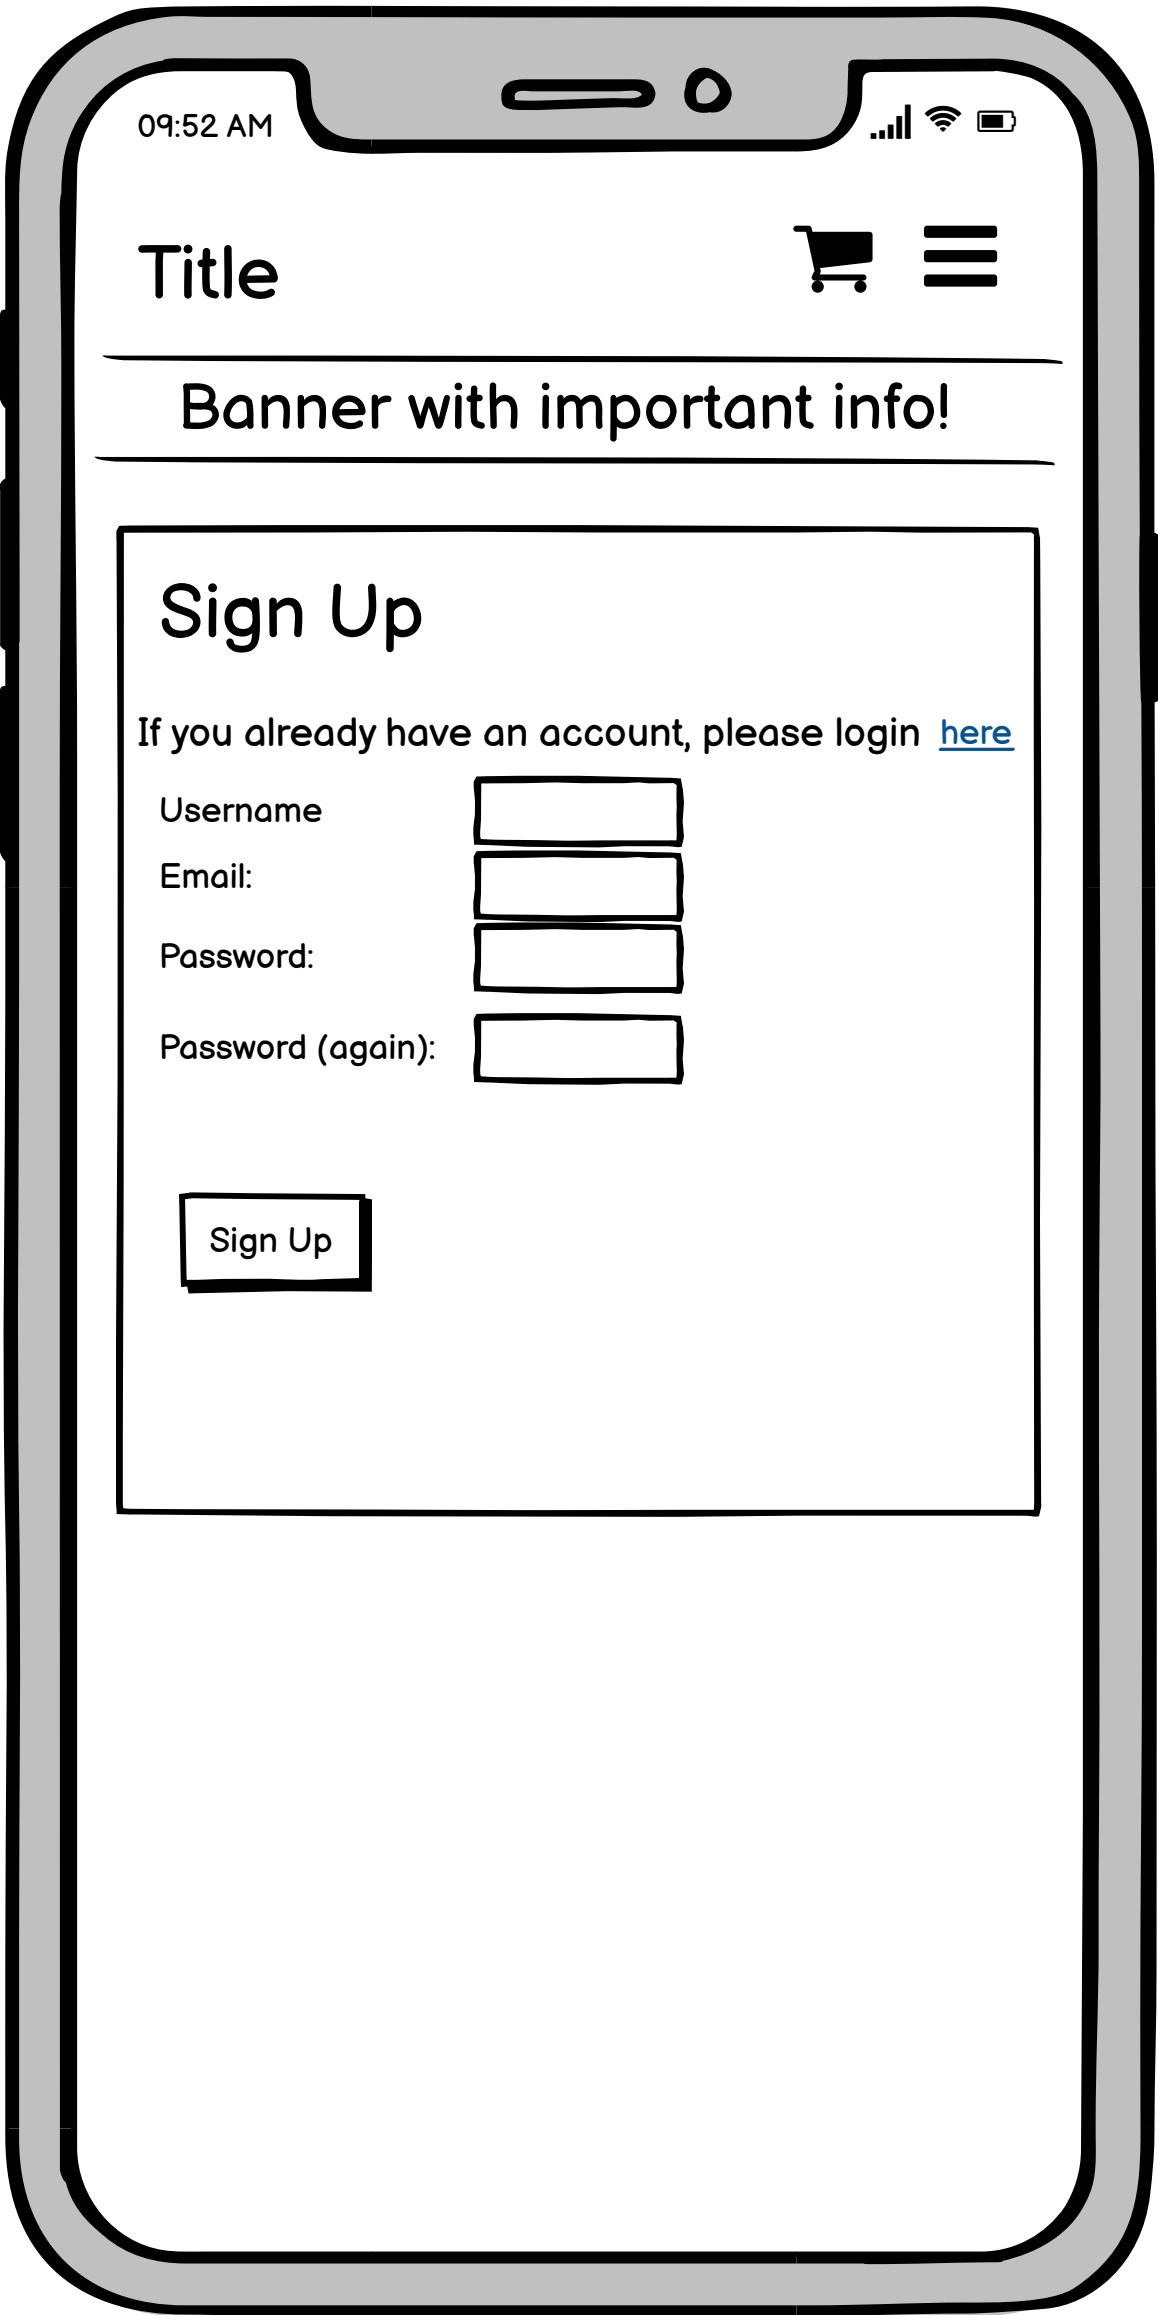 09:52 AM
Title
Banner with important info!
Sign Up
If you already have an account, please login here
Username
Email:
Password:
Password (again):
Sign Up